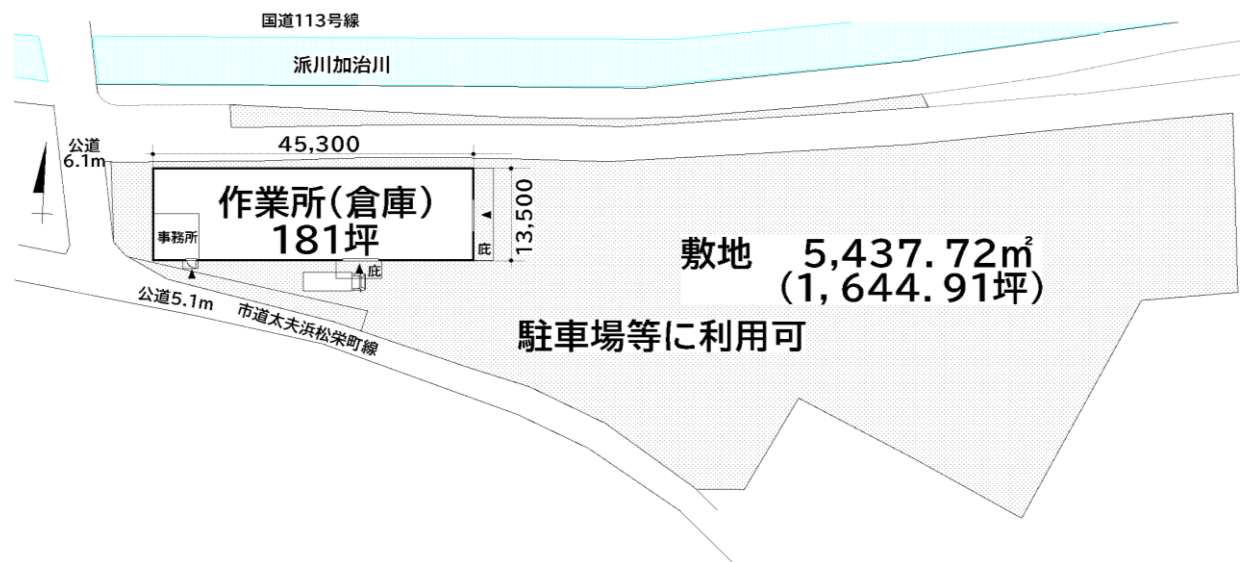 国道113号線
派川加治川
公道
6.1m
45,300
作業所(倉庫)
181坪
13,500
事務所
庇
庇
敷地 5,437.72㎡
(1,644.91坪)
公道5.1m 市道太夫浜松栄町線
駐車場等に利用可